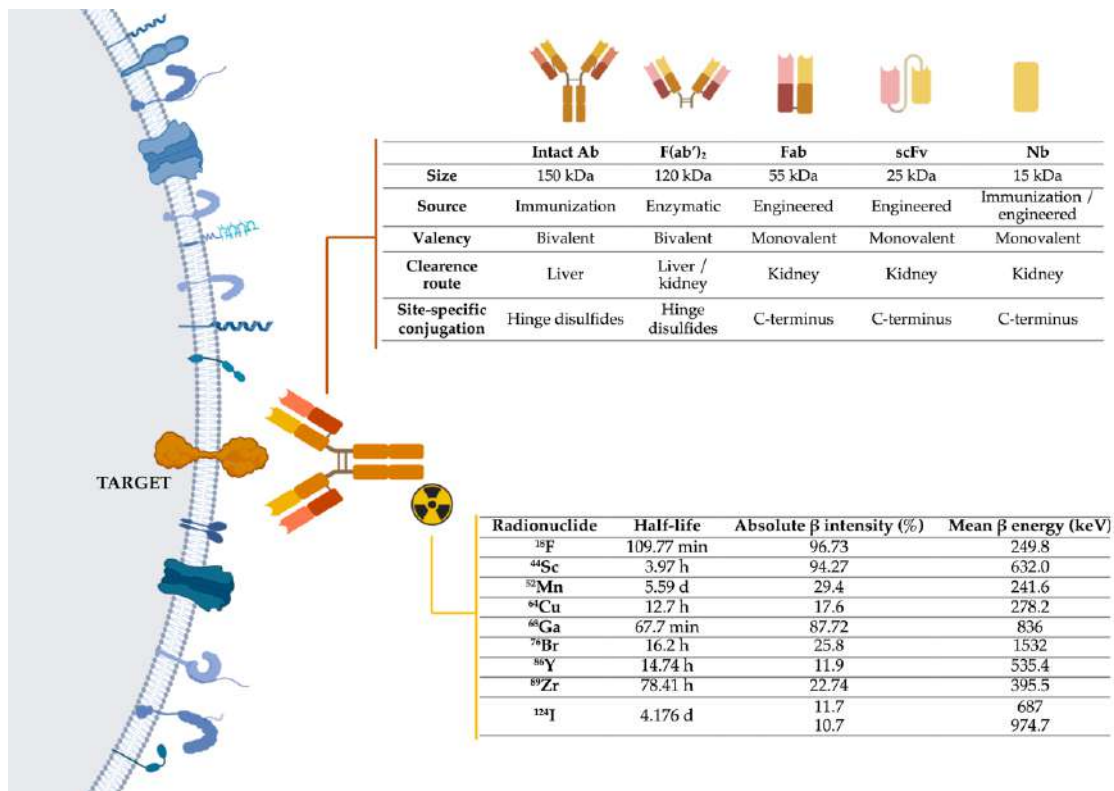 Intact Ab F(ab′)₂ Fab scFv Nb
Size 150 kDa 120 kDa 55 kDa 25 kDa 15 kDa
Source Immunization Enzymatic Engineered Engineered Immunization / engineered
Valency Bivalent Bivalent Monovalent Monovalent Monovalent
Clearence route Liver Liver / kidney Kidney Kidney Kidney
Site-specific conjugation Hinge disulfides Hinge disulfides C-terminus C-terminus C-terminus
TARGET
Radionuclide Half-life Absolute β intensity (%) Mean β energy (keV)
¹⁸F 109.77 min 96.73 249.8
⁴⁴Sc 3.97 h 94.27 632.0
⁵²Mn 5.59 d 29.4 241.6
⁶⁴Cu 12.7 h 17.6 278.2
⁶⁸Ga 67.7 min 87.72 836
⁷⁶Br 16.2 h 25.8 1532
⁸⁶Y 14.74 h 11.9 535.4
⁸⁹Zr 78.41 h 22.74 395.5
¹²⁴I 4.176 d 11.7 687
10.7 974.7